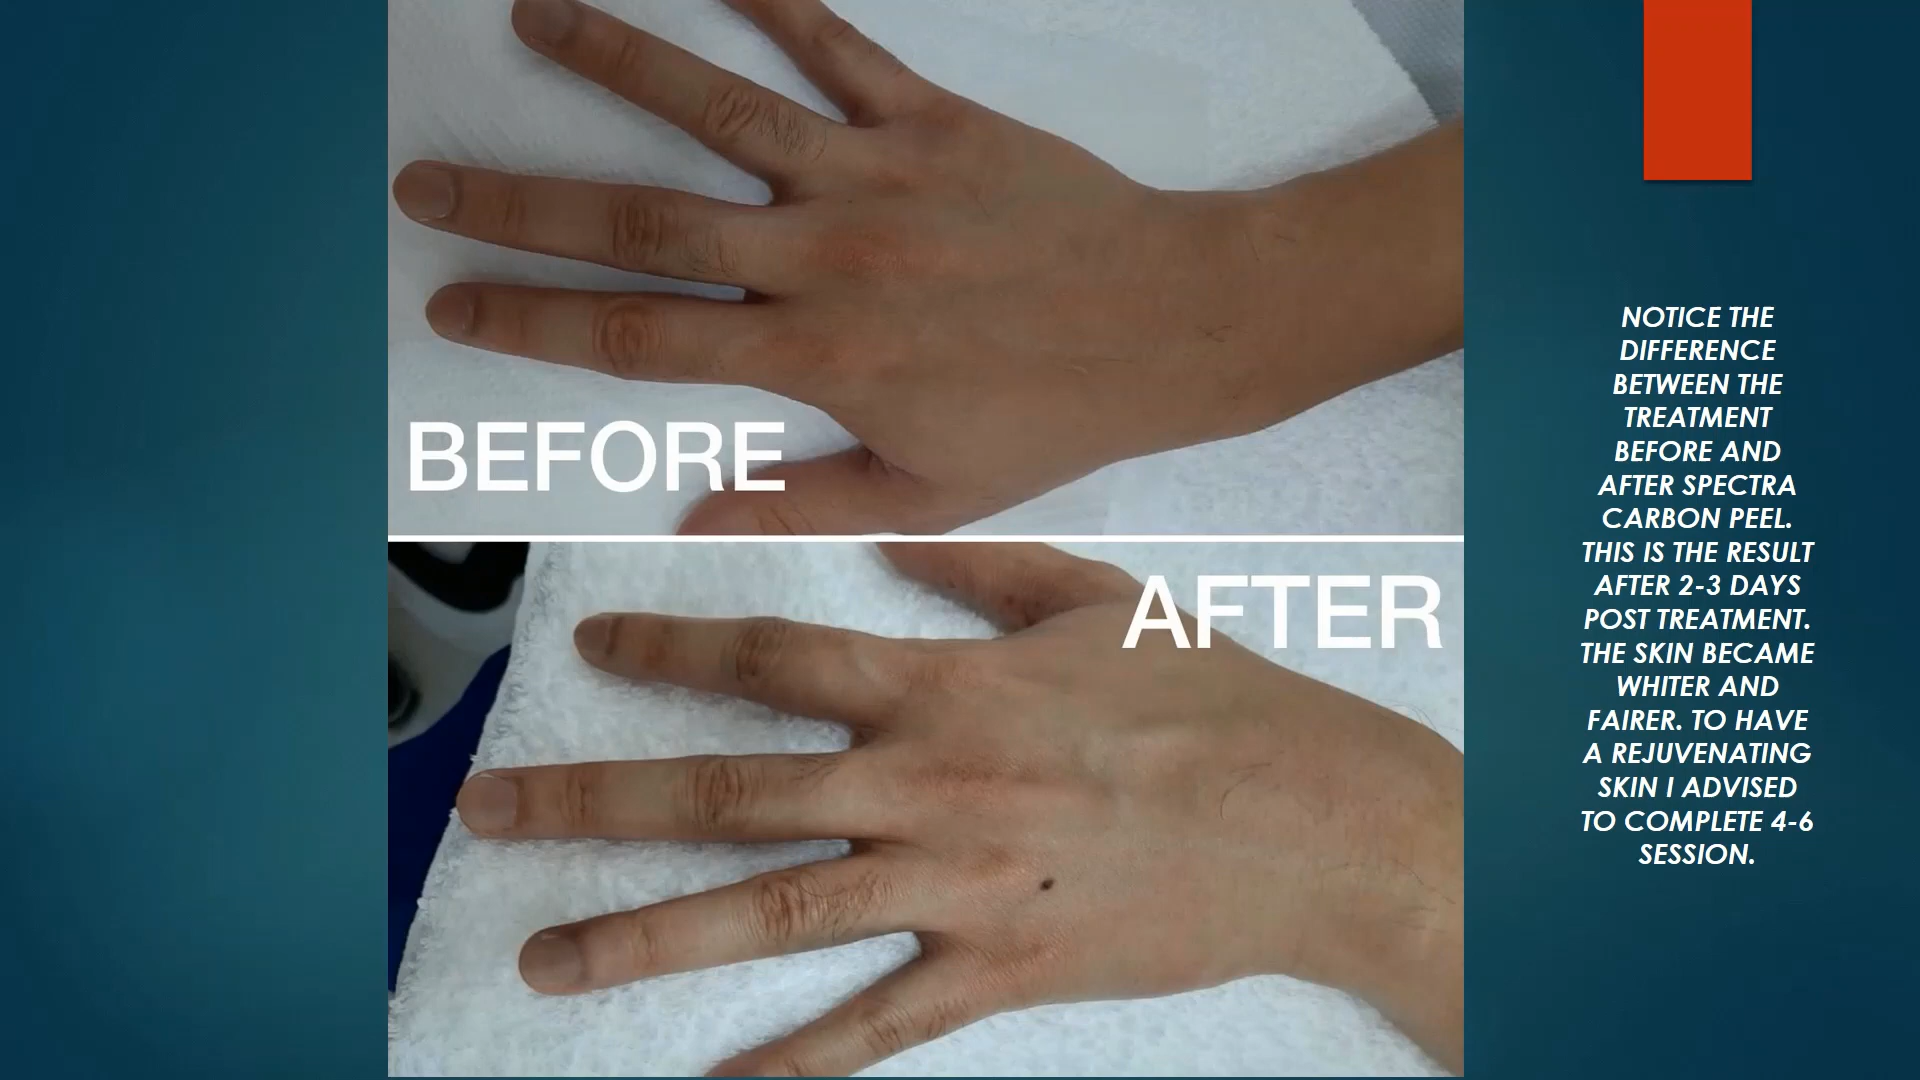 BEFORE
AFTER
NOTICE THE
DIFFERENCE
BETWEEN THE
TREATMENT
BEFORE AND
AFTER SPECTRA
CARBON PEEL.
THIS IS THE RESULT
AFTER 2-3 DAYS
POST TREATMENT.
THE SKIN BECAME
WHITER AND
FAIRER. TO HAVE
A REJUVENATING
SKIN I ADVISED
TO COMPLETE 4-6
SESSION.